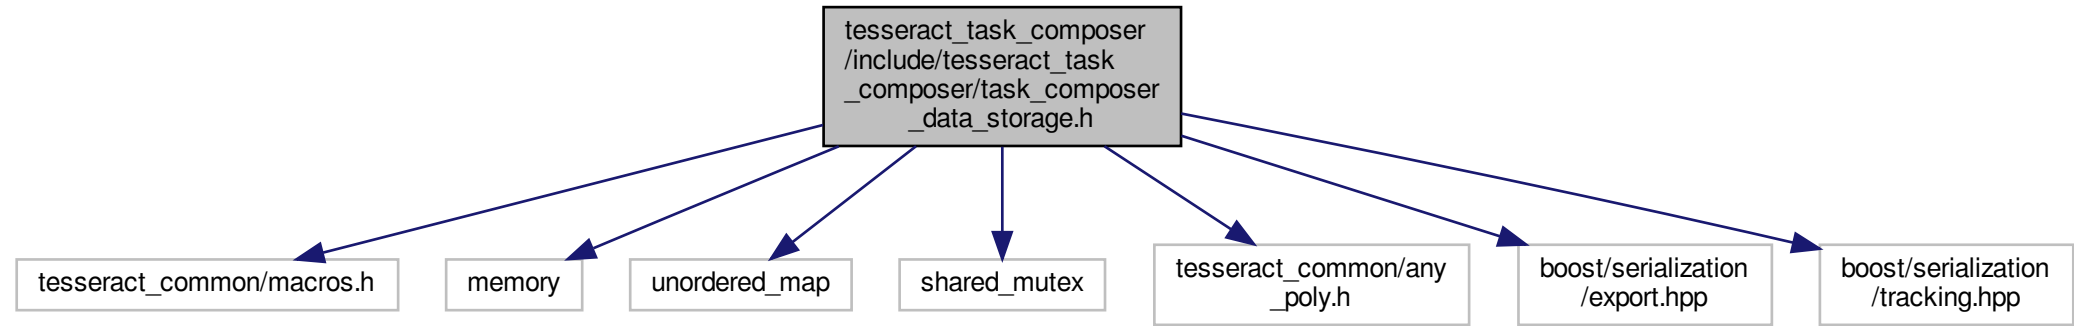 tesseract_task_composer
/include/tesseract_task
_composer/task_composer
_data_storage.h
tesseract_common/macros.h
memory
unordered_map
shared_mutex
tesseract_common/any
_poly.h
boost/serialization
/export.hpp
boost/serialization
/tracking.hpp